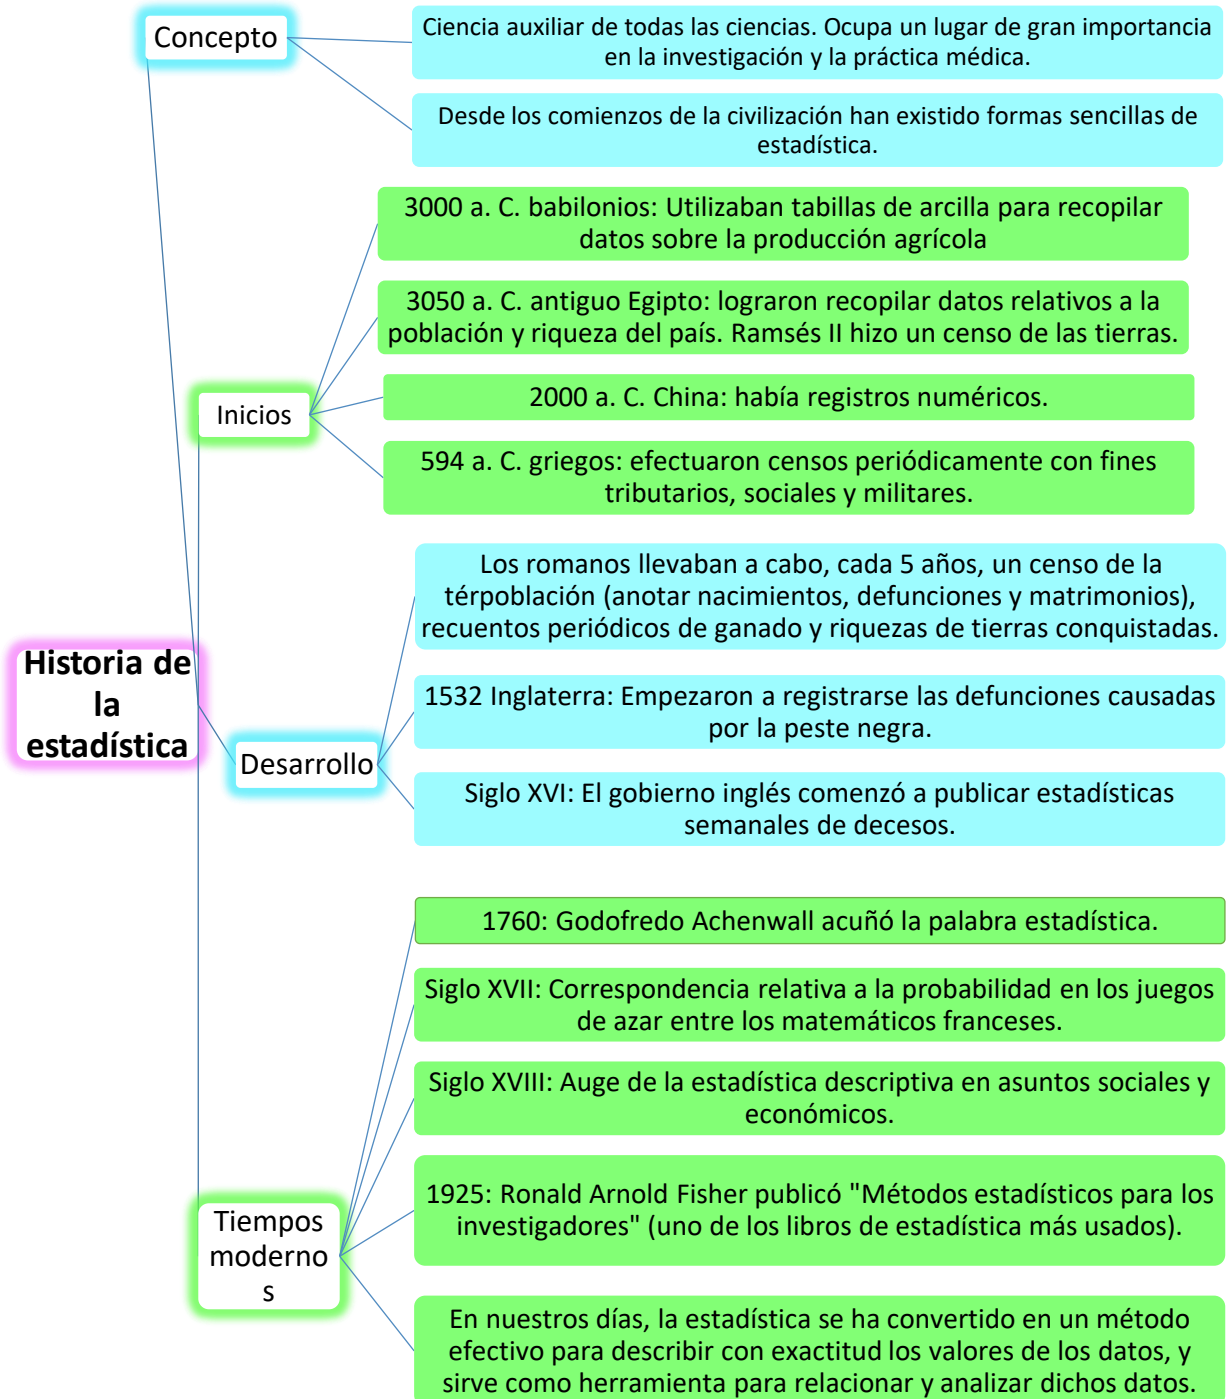 Concepto
Ciencia auxiliar de todas las ciencias. Ocupa un lugar de gran importancia
en la investigación y la práctica médica.
Desde los comienzos de la civilización han existido formas sencillas de
estadística.
Inicios
3000 a. C. babilonios: Utilizaban tabillas de arcilla para recopilar
datos sobre la producción agrícola
3050 a. C. antiguo Egipto: lograron recopilar datos relativos a la
población y riqueza del país. Ramsés II hizo un censo de las tierras.
2000 a. C. China: había registros numéricos.
594 a. C. griegos: efectuaron censos periódicamente con fines
tributarios, sociales y militares.
Historia de
la
estadística
Desarrollo
Los romanos llevaban a cabo, cada 5 años, un censo de la
térpoblación (anotar nacimientos, defunciones y matrimonios),
recuentos periódicos de ganado y riquezas de tierras conquistadas.
1532 Inglaterra: Empezaron a registrarse las defunciones causadas
por la peste negra.
Siglo XVI: El gobierno inglés comenzó a publicar estadísticas
semanales de decesos.
Tiempos
moderno
s
1760: Godofredo Achenwall acuñó la palabra estadística.
Siglo XVII: Correspondencia relativa a la probabilidad en los juegos
de azar entre los matemáticos franceses.
Siglo XVIII: Auge de la estadística descriptiva en asuntos sociales y
económicos.
1925: Ronald Arnold Fisher publicó "Métodos estadísticos para los
investigadores" (uno de los libros de estadística más usados).
En nuestros días, la estadística se ha convertido en un método
efectivo para describir con exactitud los valores de los datos, y
sirve como herramienta para relacionar y analizar dichos datos.